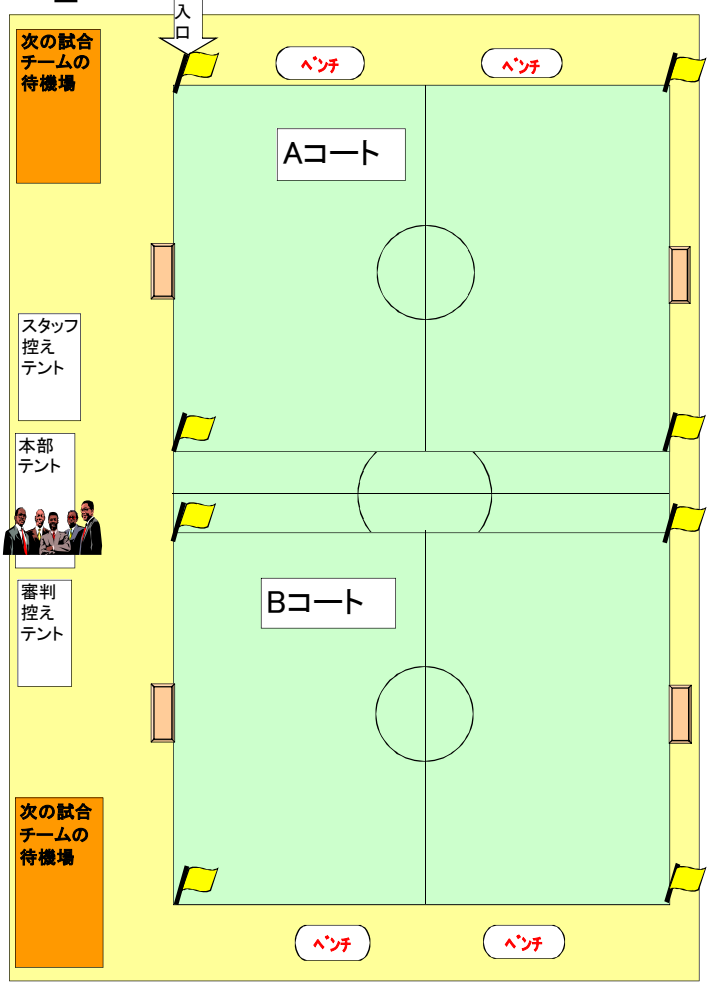 入
口
次の試合
チームの
待機場
ベンチ
ベンチ
Aコート
スタッフ
控え
テント
本部
テント
審判
控え
テント
Bコート
次の試合
チームの
待機場
ベンチ
ベンチ